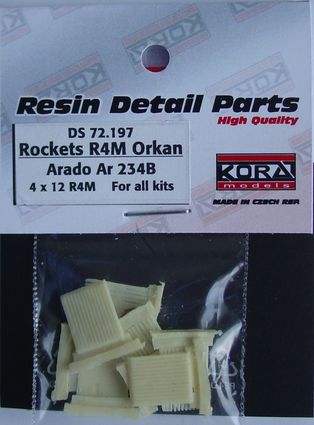 Resin Detail Parts
High Quality
DS 72.197
Rockets R4M Orkan
Arado Ar 234B
4 x 12 R4M For all kits
KORA
models
MADE IN CZECH REP.